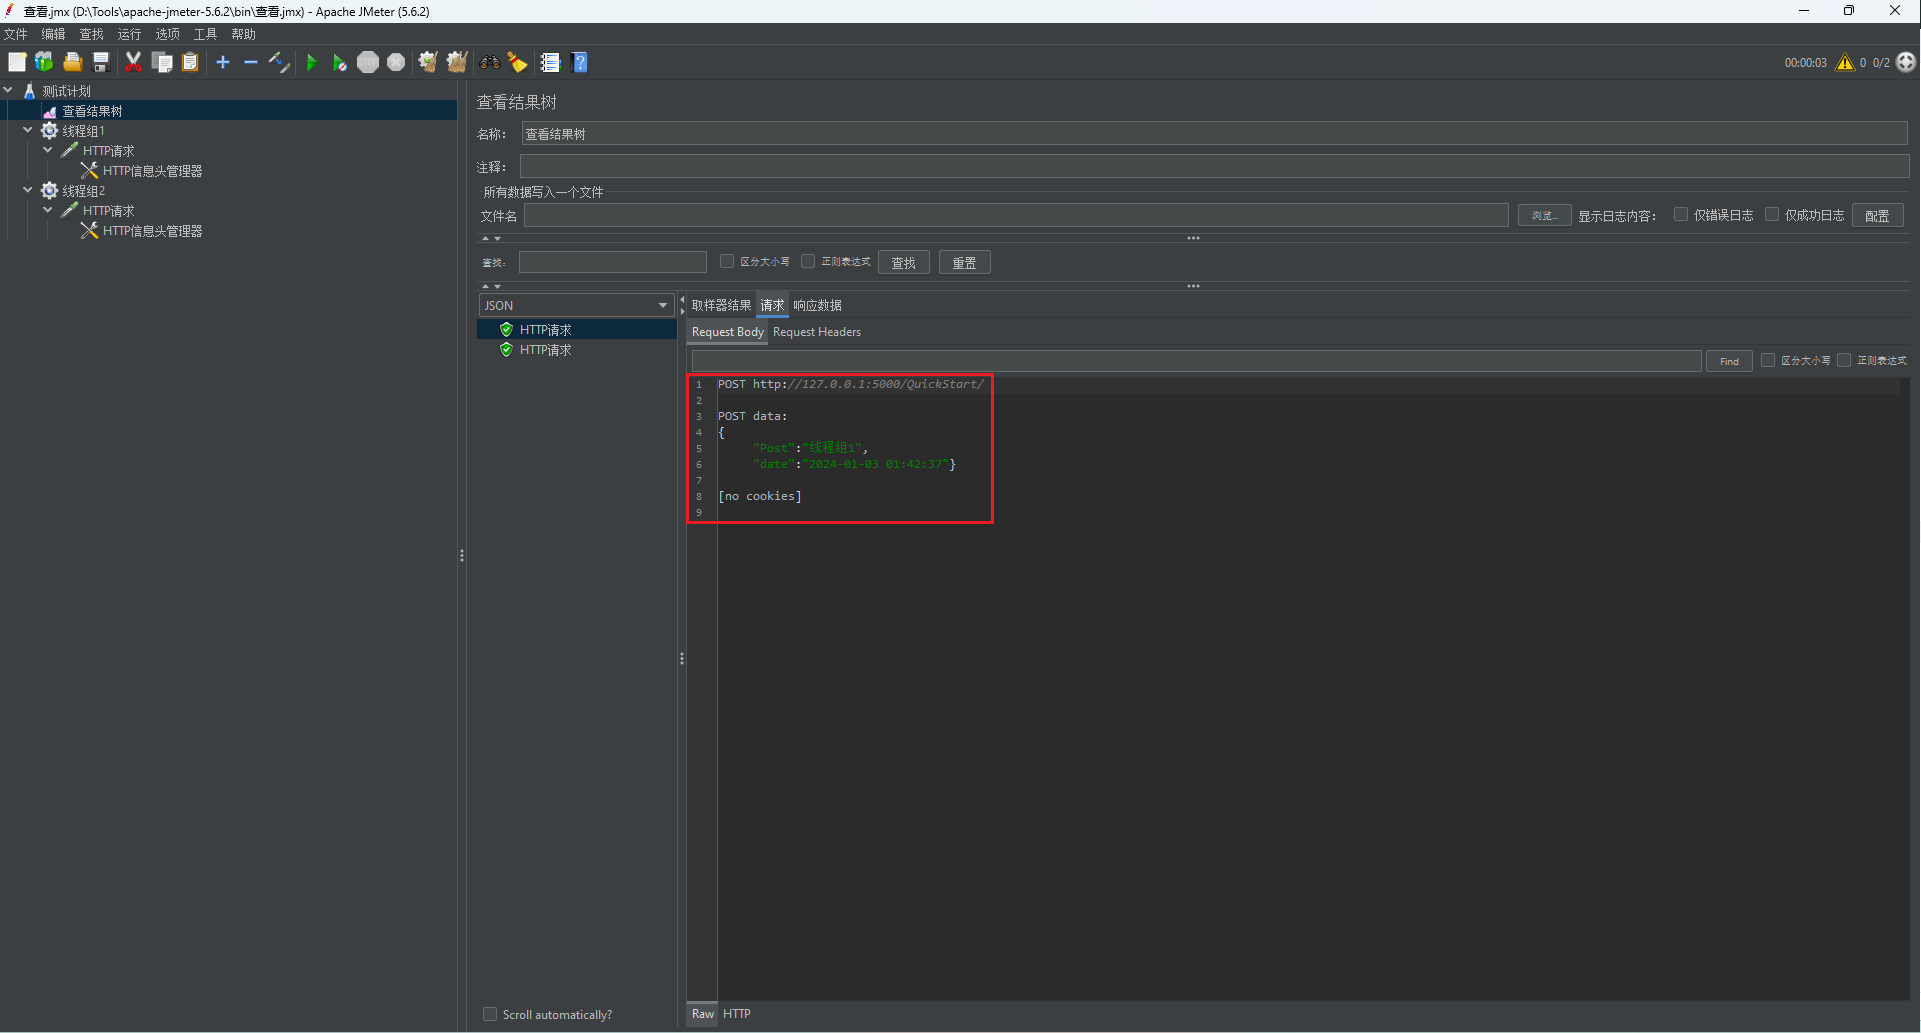 查看.jmx (D:\Tools\apache-jmeter-5.6.2\bin\查看.jmx) - Apache JMeter (5.6.2)
文件 编辑 查找 运行 选项 工具 帮助
STOP
00:00:03 0 0/2
测试计划
查看结果树
线程组1
HTTP请求
HTTP信息头管理器
线程组2
HTTP请求
HTTP信息头管理器
查看结果树
名称： 查看结果树
注释：
所有数据写入一个文件
文件名 浏览... 显示日志内容： 仅错误日志 仅成功日志 配置
查找: 区分大小写 正则表达式 查找 重置
JSON
HTTP请求
HTTP请求
Scroll automatically?
取样器结果 请求 响应数据
Request Body Request Headers
Find 区分大小写 正则表达式
1 POST http://127.0.0.1:5000/QuickStart/
2
3 POST data:
4 {
5 "Post":"线程组1",
6 "date":"2024-01-03 01:42:37"}
7
8 [no cookies]
9
Raw HTTP